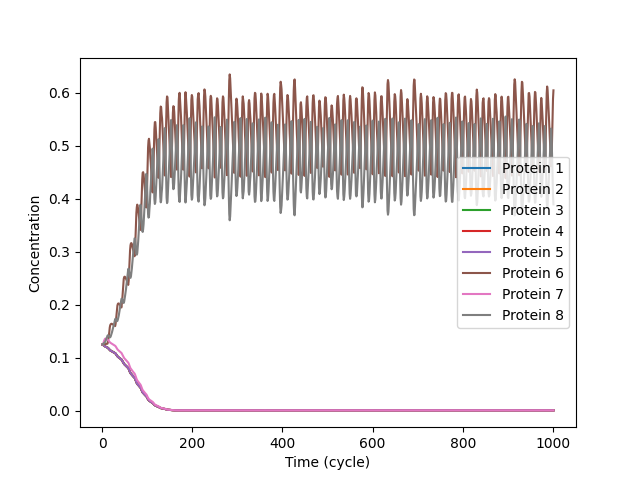 0.6
0.5
0.4
0.3
0.2
0.1
0.0
Concentration
0
200
400
600
800
1000
Time (cycle)
Protein 1
Protein 2
Protein 3
Protein 4
Protein 5
Protein 6
Protein 7
Protein 8